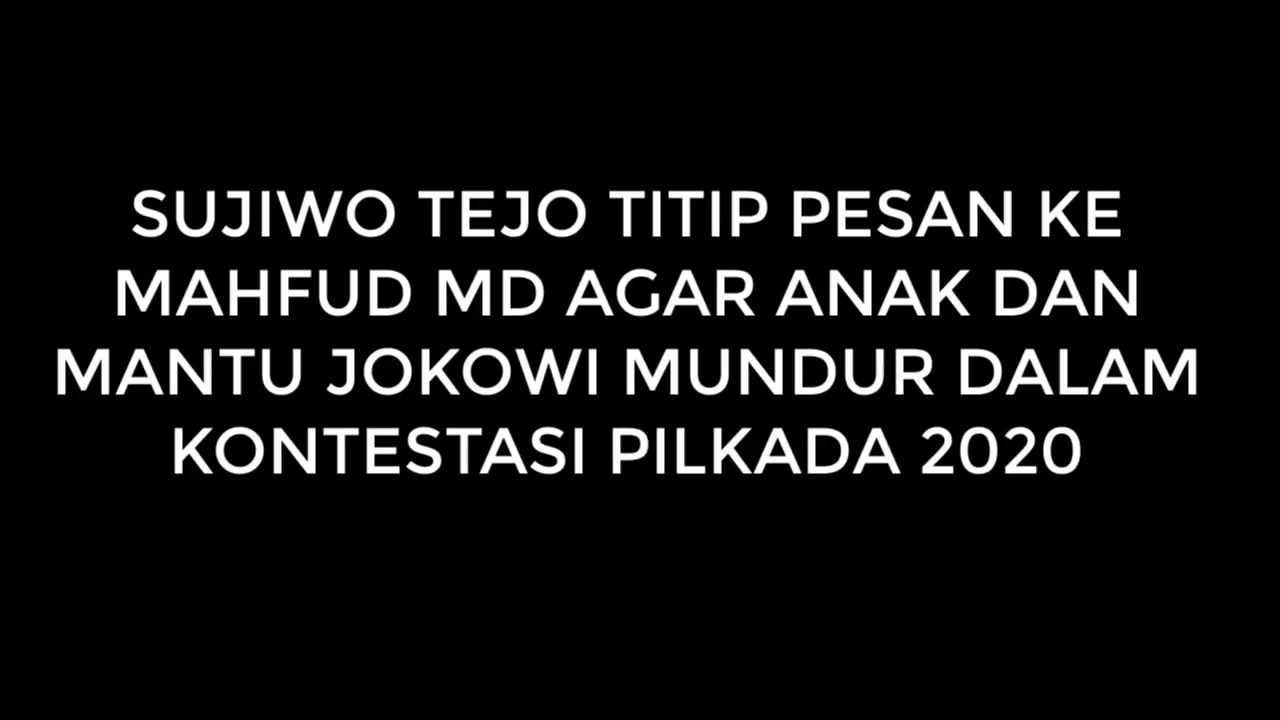 SUJIWO TEJO TITIP PESAN KE
MAHFUD MD AGAR ANAK DAN
MANTU JOKOWI MUNDUR DALAM
KONTESTASI PILKADA 2020